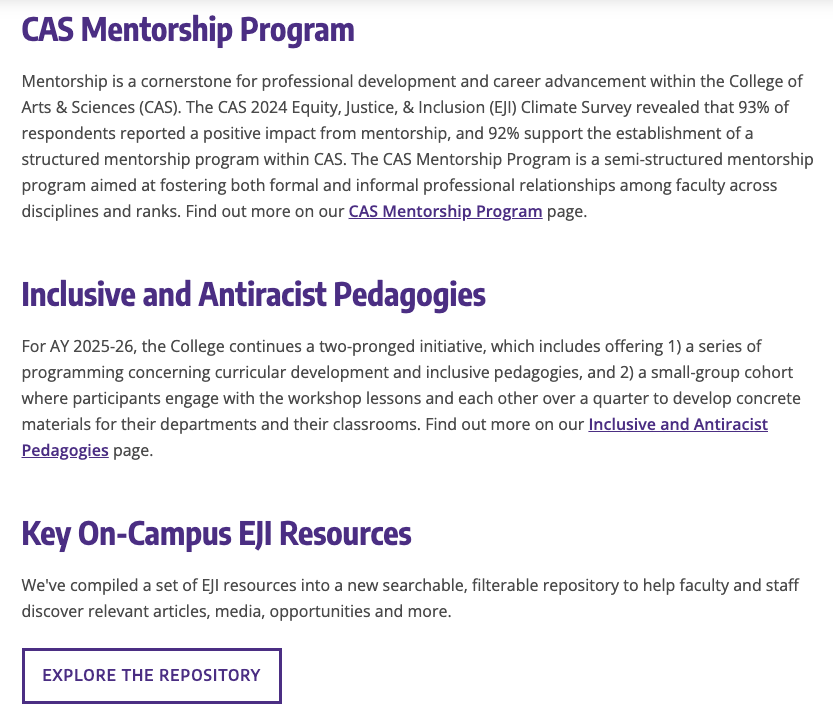 CAS Mentorship Program
Mentorship is a cornerstone for professional development and career advancement within the College of
Arts & Sciences (CAS). The CAS 2024 Equity, Justice, & Inclusion (EJI) Climate Survey revealed that 93% of
respondents reported a positive impact from mentorship, and 92% support the establishment of a
structured mentorship program within CAS. The CAS Mentorship Program is a semi-structured mentorship
program aimed at fostering both formal and informal professional relationships among faculty across
disciplines and ranks. Find out more on our CAS Mentorship Program page.
Inclusive and Antiracist Pedagogies
For AY 2025-26, the College continues a two-pronged initiative, which includes offering 1) a series of
programming concerning curricular development and inclusive pedagogies, and 2) a small-group cohort
where participants engage with the workshop lessons and each other over a quarter to develop concrete
materials for their departments and their classrooms. Find out more on our Inclusive and Antiracist
Pedagogies page.
Key On-Campus EJI Resources
We've compiled a set of EJI resources into a new searchable, filterable repository to help faculty and staff
discover relevant articles, media, opportunities and more.
EXPLORE THE REPOSITORY